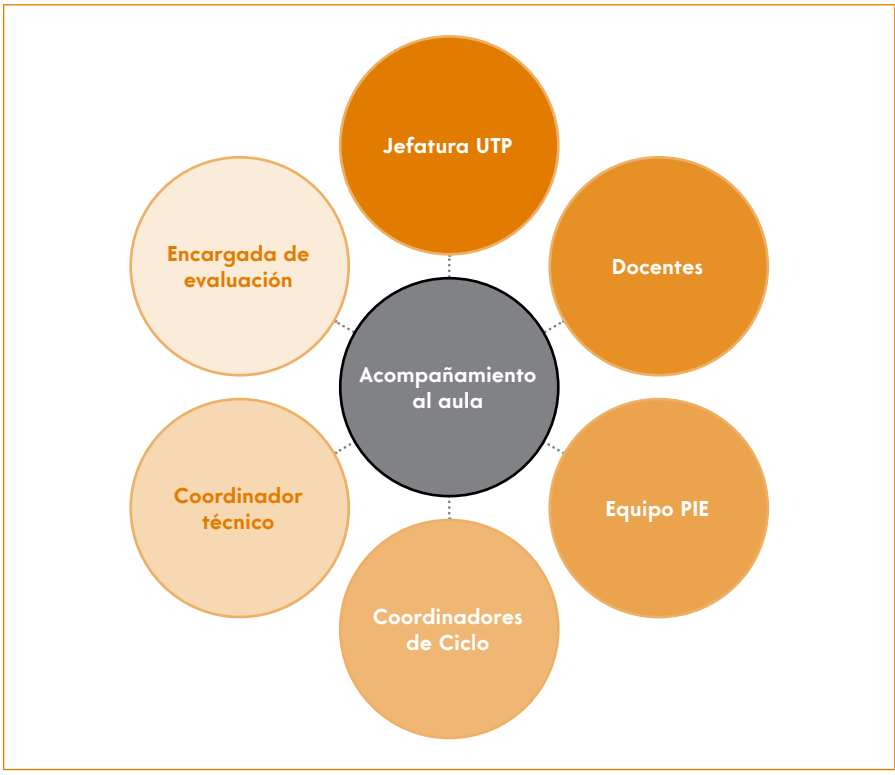 Jefatura UTP
Docentes
Equipo PIE
Coordinadores
de Ciclo
Coordinador
técnico
Encargada de
evaluación
Acompañamiento
al aula